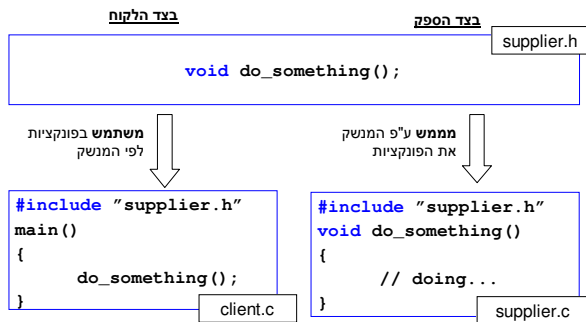 בצד הלקוח
בצד הספק
supplier.h
void do_something();
משתמש בפונקציות
לפי המנשק
מממש ע"פ המנשק
את הפונקציות
#include ”supplier.h”
main()
{
do_something();
}
client.c
#include ”supplier.h”
void do_something()
{
// doing...
}
supplier.c